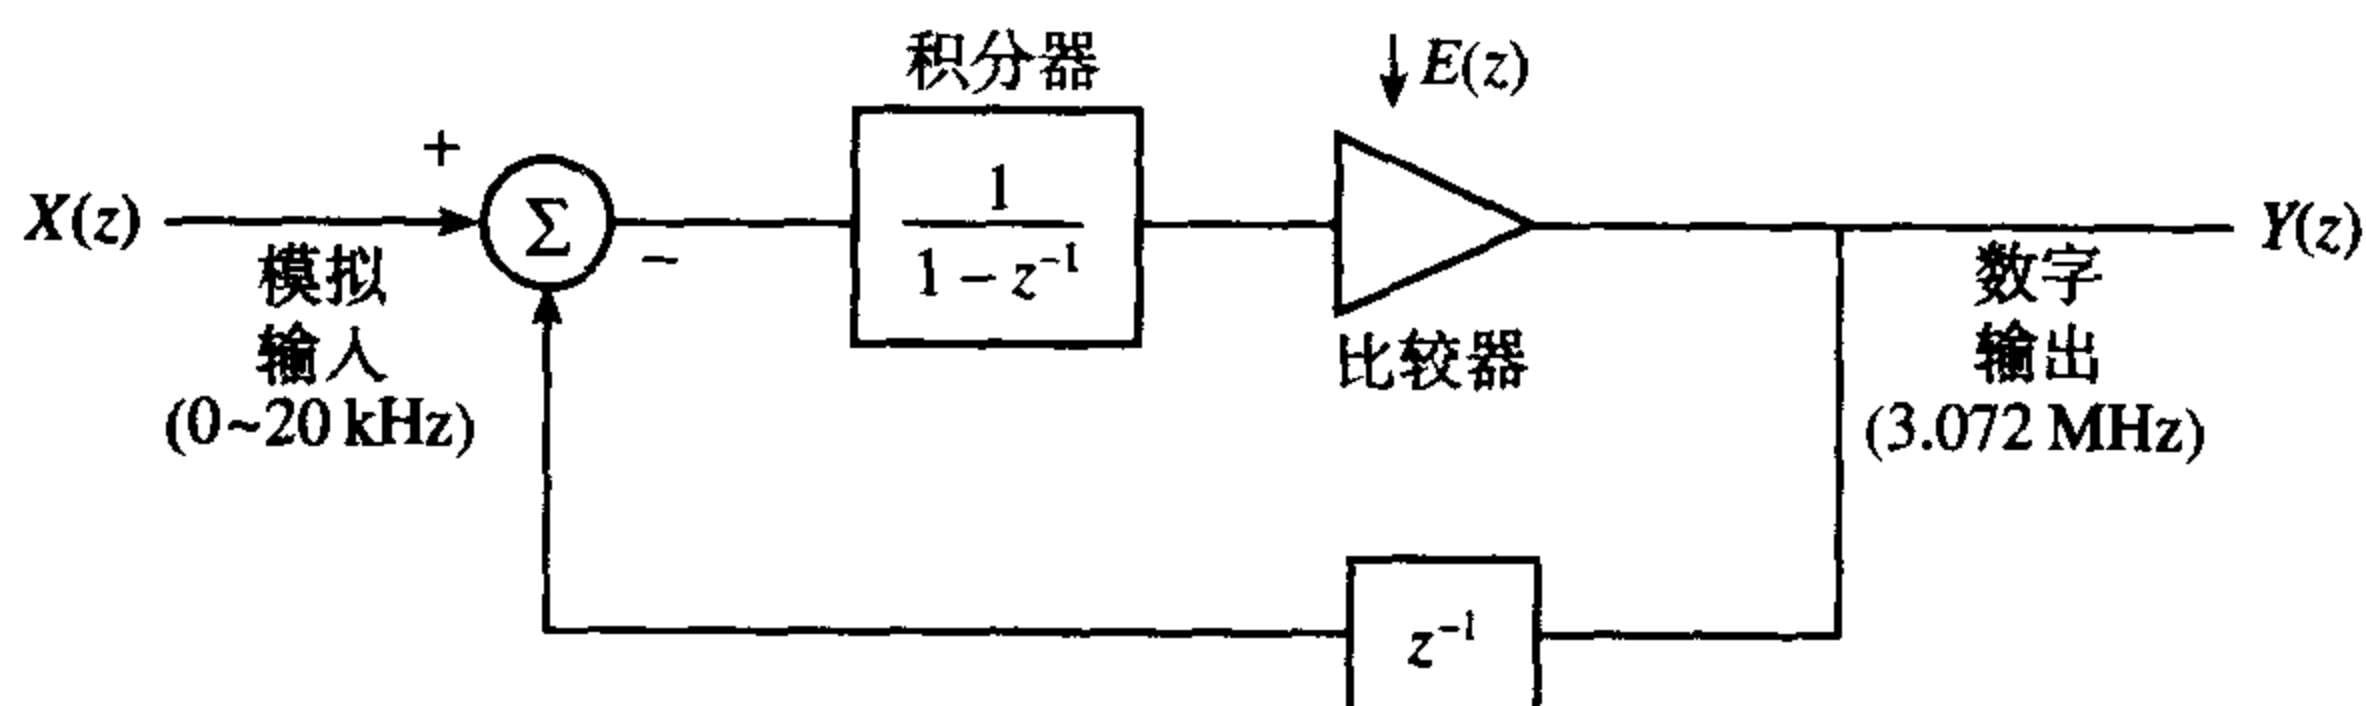 积分器
↓ E(z)
+
X(z)
Σ
−
1
1 − z⁻¹
Y(z)
模拟
输入
(0~20 kHz)
比较器
数字
输出
(3.072 MHz)
z⁻¹